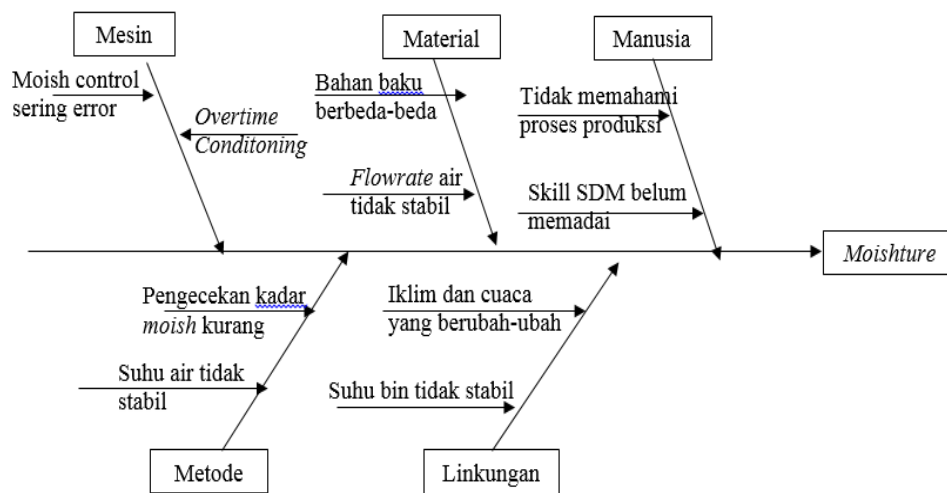 Mesin
Material
Manusia
Moish control
sering error
Overtime
Conditoning
Bahan baku
berbeda-beda
Flowrate air
tidak stabil
Tidak memahami
proses produksi
Skill SDM belum
memadai
Moishture
Pengecekan kadar
moish kurang
Suhu air tidak
stabil
Iklim dan cuaca
yang berubah-ubah
Suhu bin tidak stabil
Metode
Linkungan